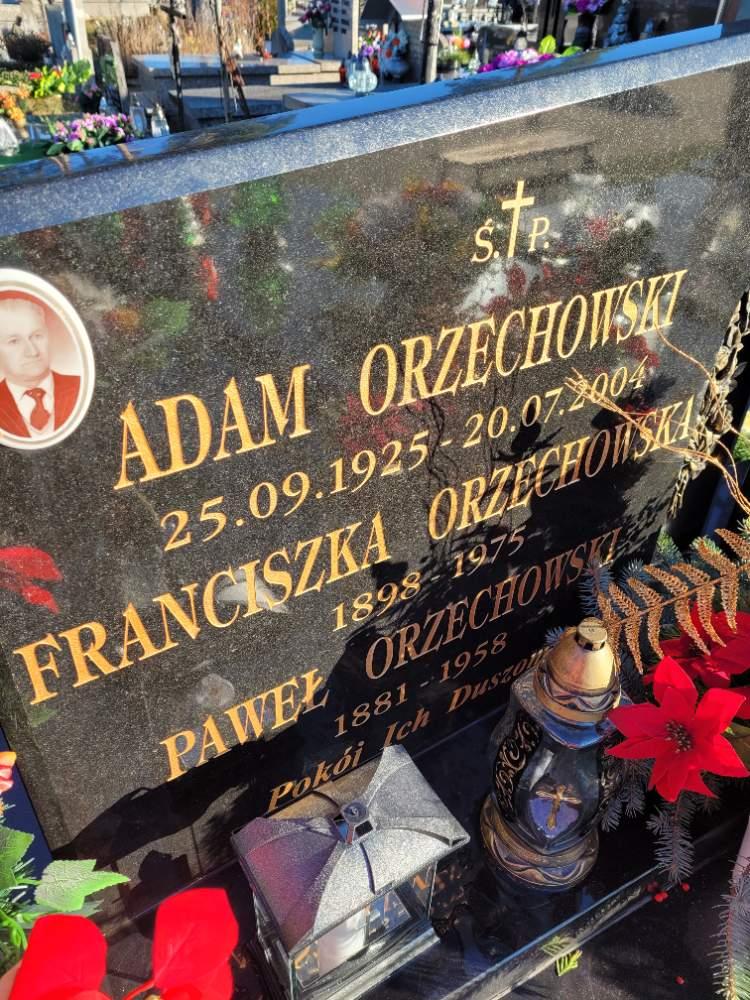 Ś. P.
ADAM ORZECHOWSKI
25.09.1925 - 20.07.2004
FRANCISZKA ORZECHOWSKA
1898 - 1975
PAWEŁ ORZECHOWSKI
1881 - 1958
Pokój Ich Duszom